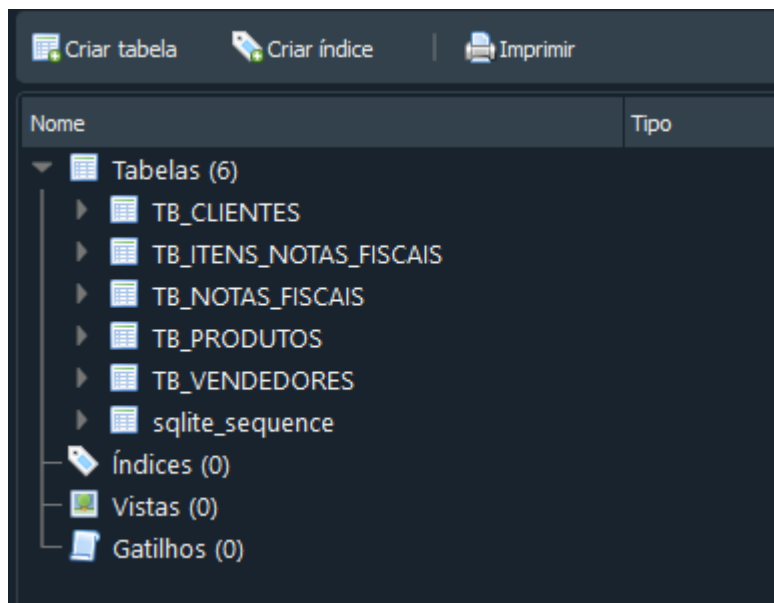 Criar tabela Criar índice Imprimir
Nome Tipo
Tabelas (6)
TB_CLIENTES
TB_ITENS_NOTAS_FISCAIS
TB_NOTAS_FISCAIS
TB_PRODUTOS
TB_VENDEDORES
sqlite_sequence
Índices (0)
Vistas (0)
Gatilhos (0)